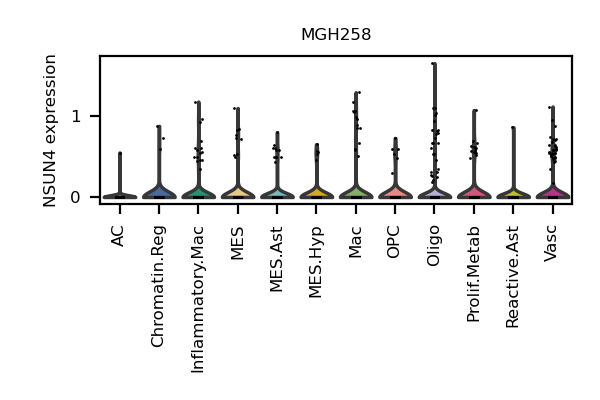 MGH258
NSUN4 expression
1
0
AC
Chromatin.Reg
Inflammatory.Mac
MES
MES.Ast
MES.Hyp
Mac
OPC
Oligo
Prolif.Metab
Reactive.Ast
Vasc